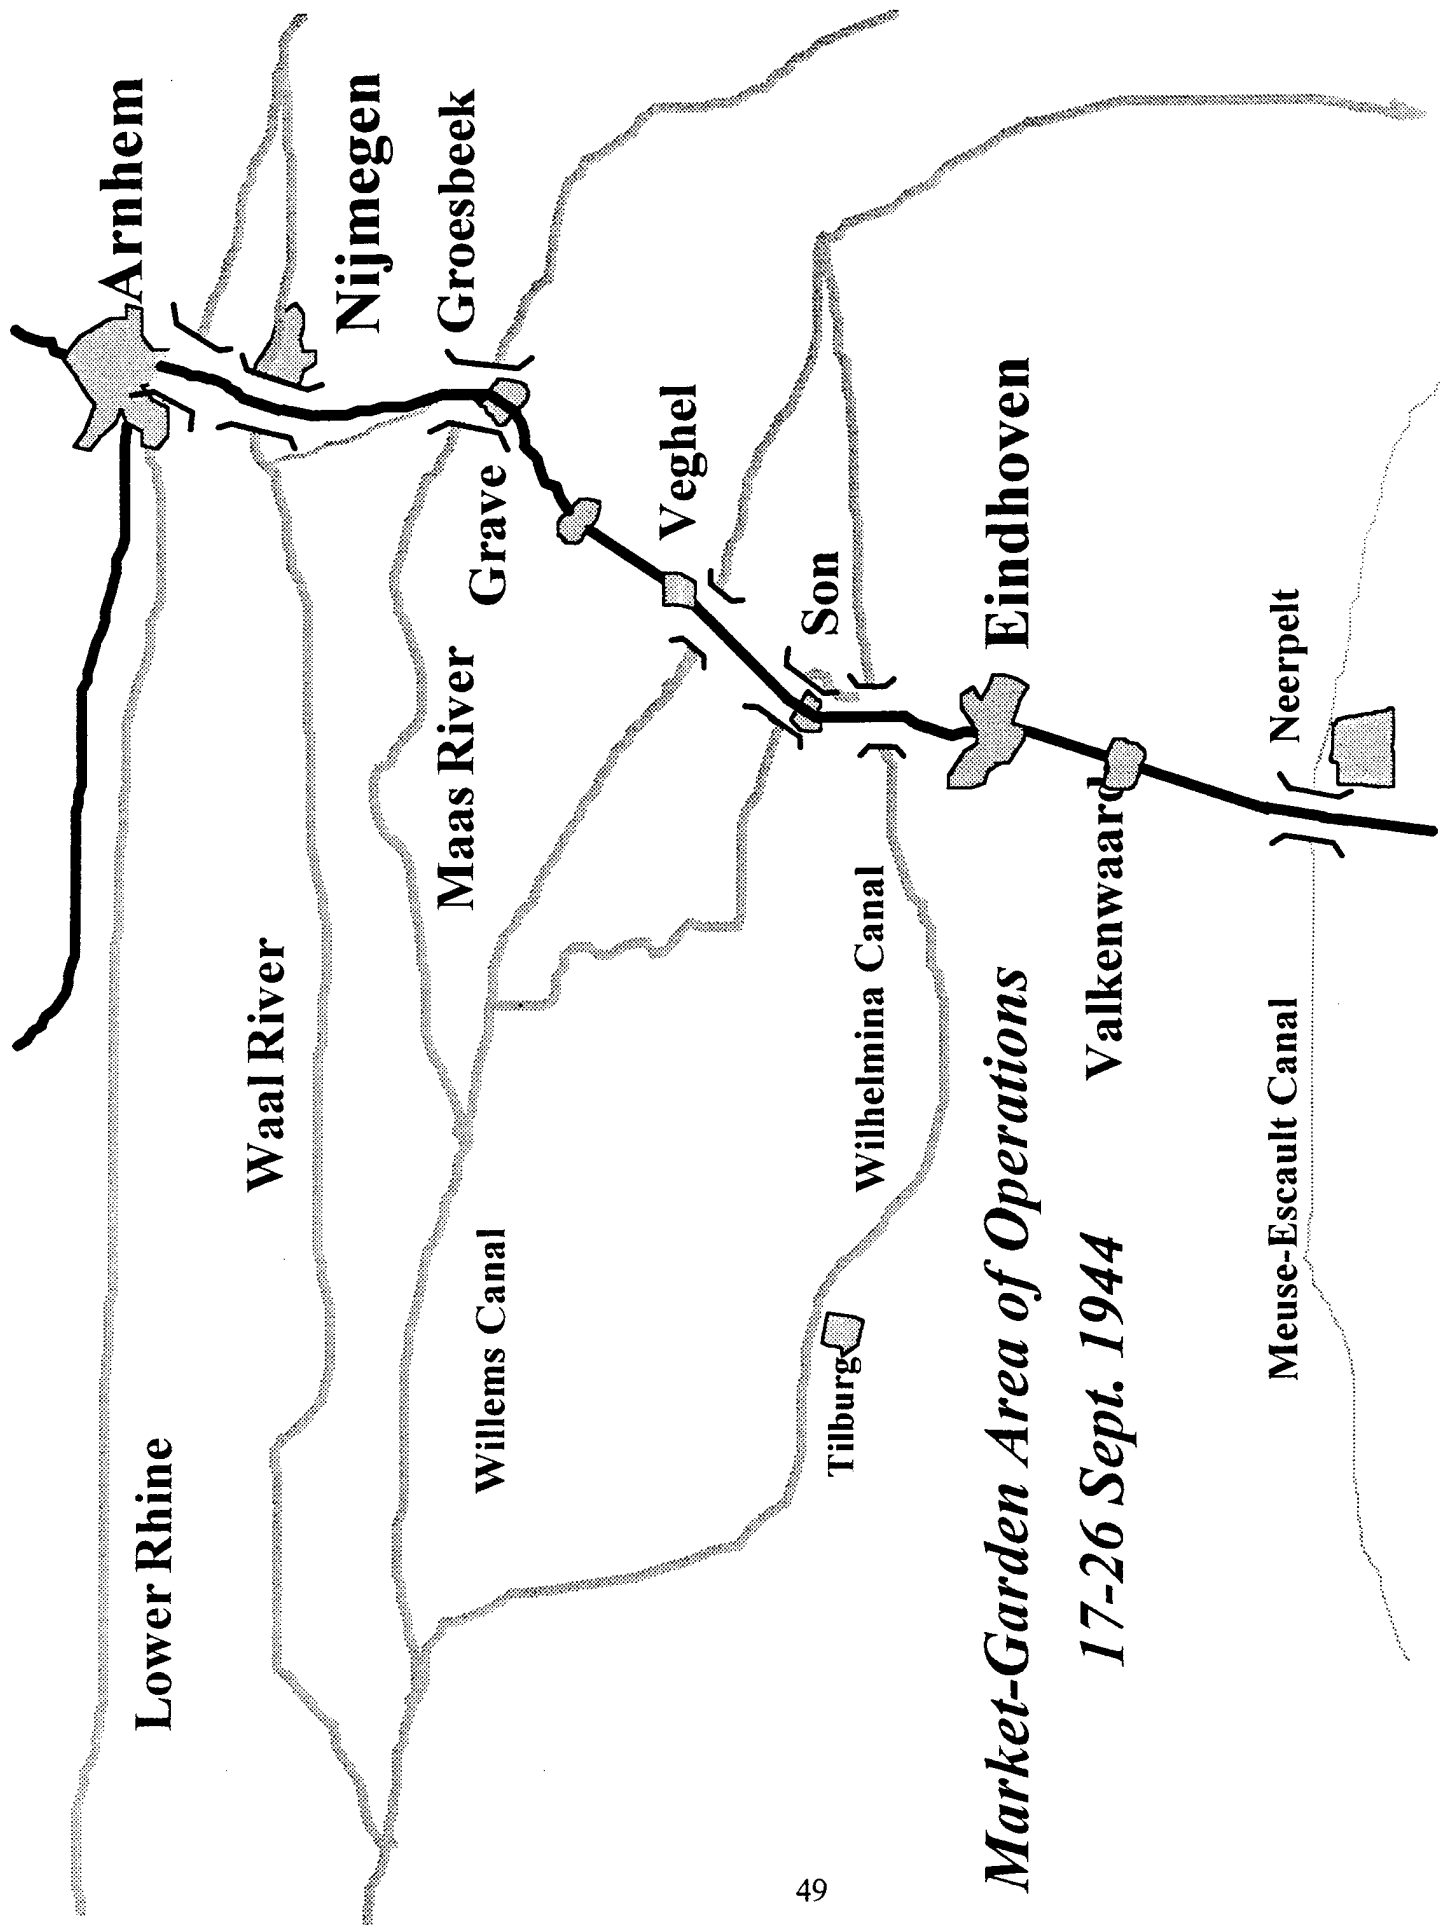 Arnhem
Nijmegen
Groesbeek
Grave
Veghel
Son
Eindhoven
Valkenwaard
Neerpelt
Lower Rhine
Waal River
Maas River
Willems Canal
Wilhelmina Canal
Tilburg
Meuse-Escault Canal
Market-Garden Area of Operations
17-26 Sept. 1944
49